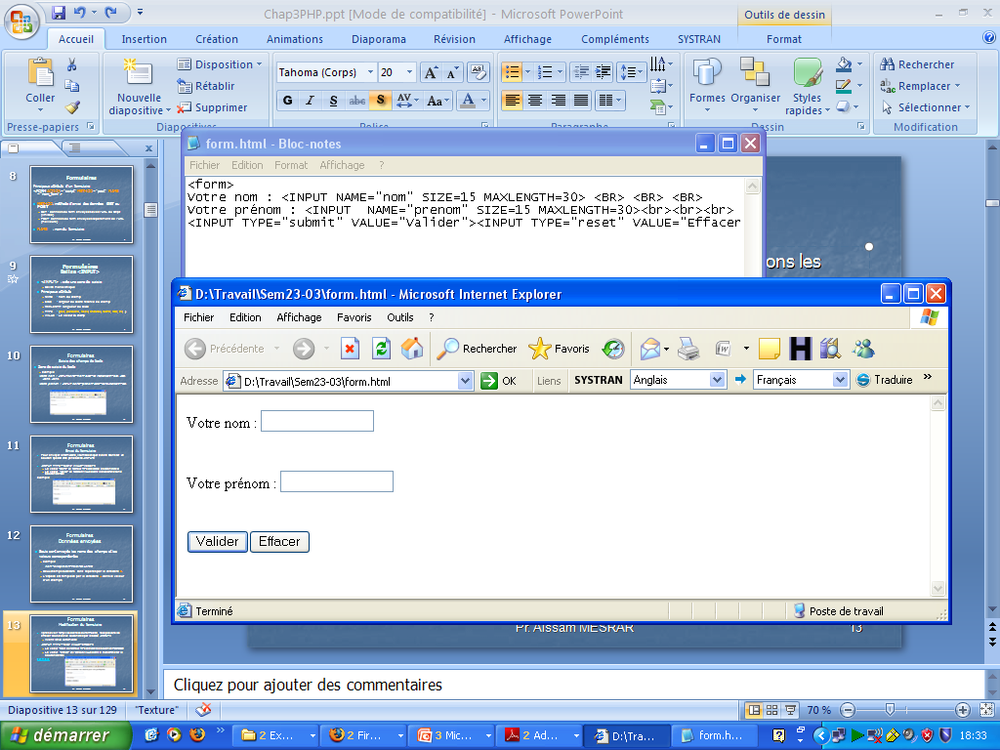 Chap3PHP.ppt [Mode de compatibilité] - Microsoft PowerPoint
Outils de dessin
Accueil Insertion Création Animations Diaporama Révision Affichage Compléments SYSTRAN Format
Coller
Nouvelle diapositive
Disposition
Rétablir
Supprimer
Tahoma (Corps) 20
G I S abe S AV Aa A
Formes Organiser Styles rapides
Rechercher
Remplacer
Sélectionner
Presse-papiers Diapositives Police Paragraphe Dessin Modification
form.html - Bloc-notes
Fichier Edition Format Affichage ?
<form>
Votre nom : <INPUT NAME="nom" SIZE=15 MAXLENGTH=30> <BR> <BR> <BR>
Votre prénom : <INPUT  NAME="prenom" SIZE=15 MAXLENGTH=30><br><br><br>
<INPUT TYPE="submit" VALUE="Valider"><INPUT TYPE="reset" VALUE="Effacer
ons les
D:\Travail\Sem23-03\form.html - Microsoft Internet Explorer
Fichier Edition Affichage Favoris Outils ?
Précédente Rechercher Favoris
Adresse D:\Travail\Sem23-03\form.html OK Liens SYSTRAN Anglais Français Traduire »
Votre nom :
Votre prénom :
Valider Effacer
Terminé Poste de travail
Pr. Aissam MESRAR 13
8
Formulaires
9
Formulaires
Balise <INPUT>
10
Formulaires
11
Formulaires
12
Formulaires
Données envoyées
13
Formulaires
Cliquez pour ajouter des commentaires
Diapositive 13 sur 129 "Texture" 70 %
démarrer » 2 Ex... 2 Fir... 3 Mic... 2 Ad... D:\Tra... form.h... 18:33